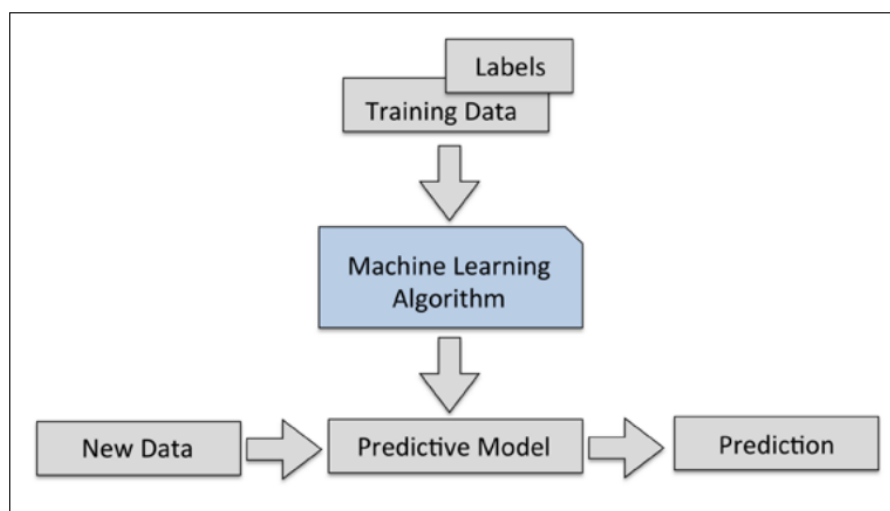 Labels
Training Data
Machine Learning
Algorithm
New Data
Predictive Model
Prediction